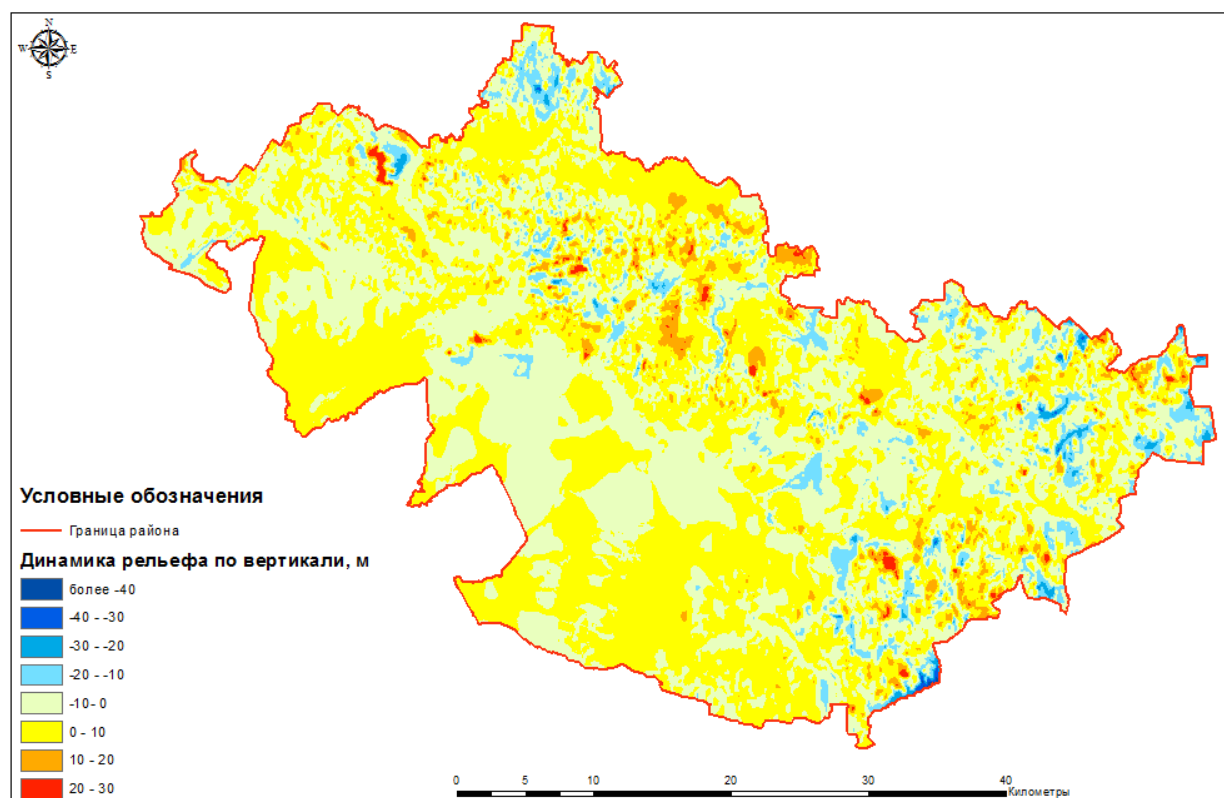 N
W E
S
Условные обозначения
Граница района
Динамика рельефа по вертикали, м
более -40
-40 - -30
-30 - -20
-20 - -10
-10- 0
0 - 10
10 - 20
20 - 30
0 5 10 20 30 40
Километры